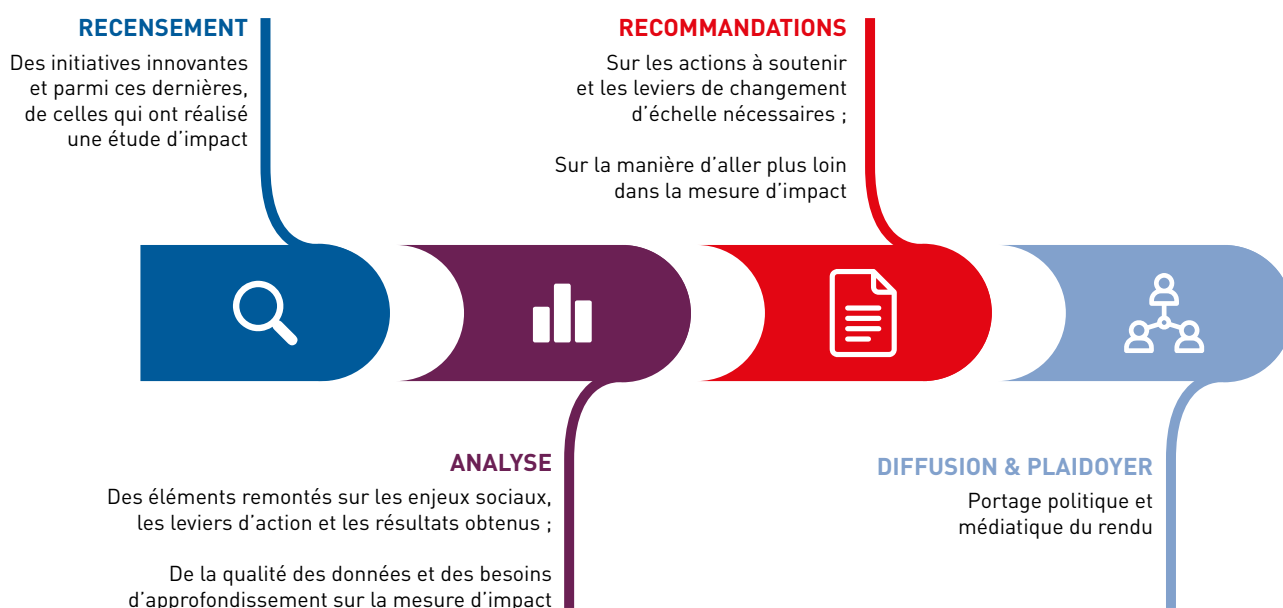 RECENSEMENT
Des initiatives innovantes
et parmi ces dernières,
de celles qui ont réalisé
une étude d'impact
RECOMMANDATIONS
Sur les actions à soutenir
et les leviers de changement
d'échelle nécessaires ;
Sur la manière d'aller plus loin
dans la mesure d'impact
ANALYSE
Des éléments remontés sur les enjeux sociaux,
les leviers d'action et les résultats obtenus ;
De la qualité des données et des besoins
d'approfondissement sur la mesure d'impact
DIFFUSION & PLAIDOYER
Portage politique et
médiatique du rendu